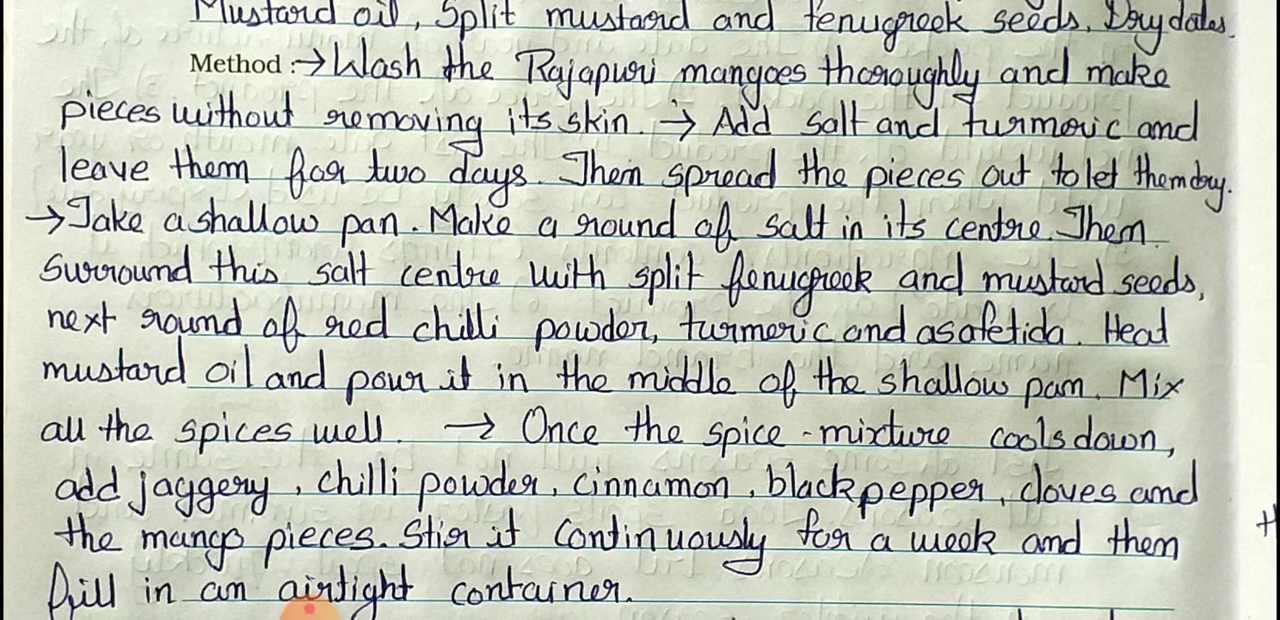 Mustard oil, Split mustard and fenugreek seeds, Dry dates.
Method :→ Wash the Rajapuri mangoes thoroughly and make
pieces without removing its skin. → Add salt and turmeric and
leave them for two days. Then spread the pieces out to let them dry.
→ Take a shallow pan. Make a round of salt in its centre. Then
surround this salt centre with split fenugreek and mustard seeds,
next round of red chilli powder, turmeric and asafetida. Heat
mustard oil and pour it in the middle of the shallow pan. Mix
all the spices well. → Once the spice-mixture cools down,
add jaggery, chilli powder, cinnamon, black pepper, cloves and
the mango pieces. Stir it continuously for a week and then
fill in an airtight container.